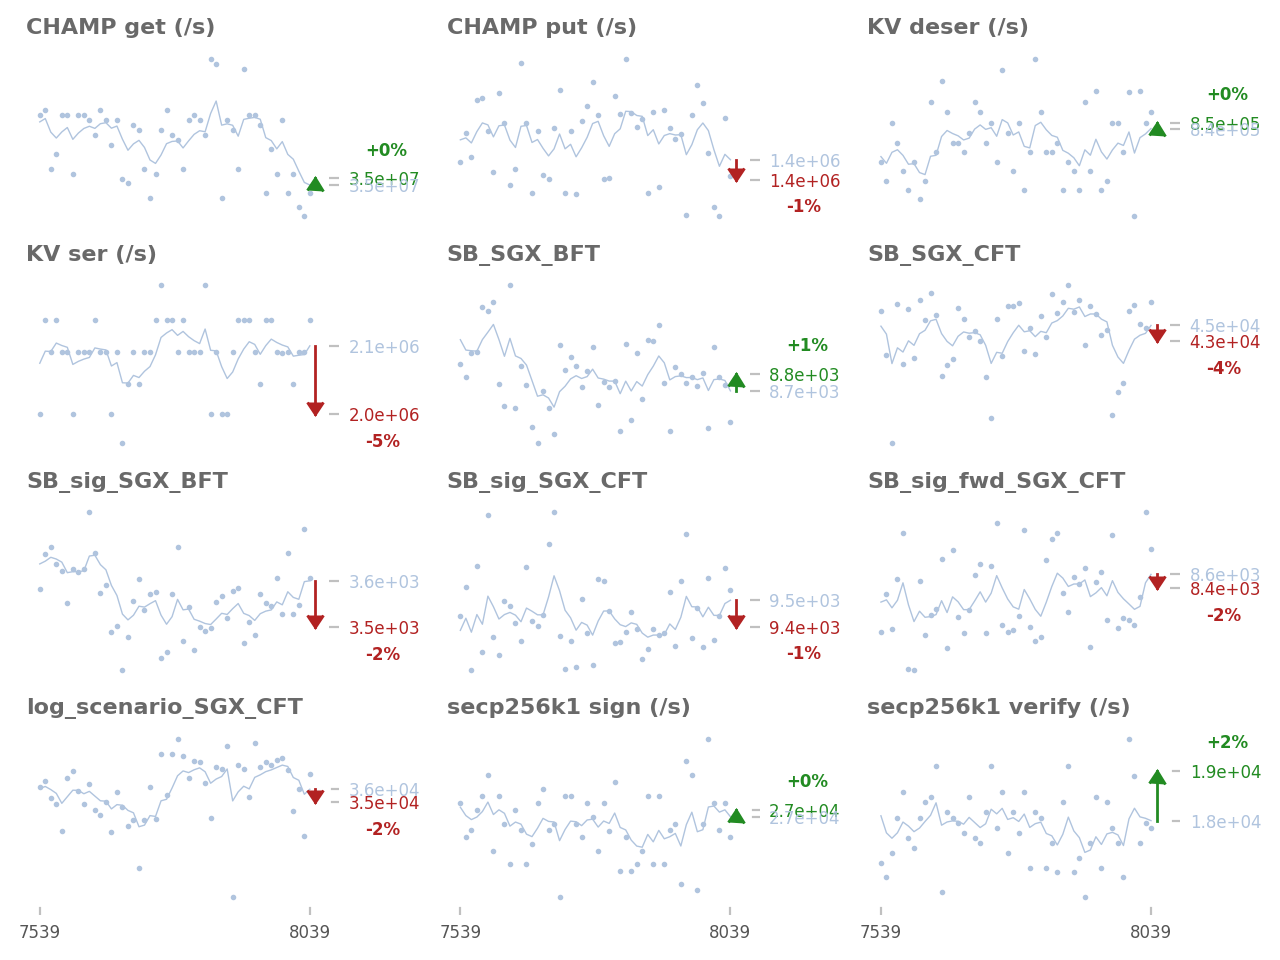 CHAMP get (/s)
CHAMP put (/s)
KV deser (/s)
+0%
3.5e+07
3.5e+07
1.4e+06
1.4e+06
-1%
+0%
8.5e+05
8.4e+05
KV ser (/s)
SB_SGX_BFT
SB_SGX_CFT
2.1e+06
2.0e+06
-5%
+1%
8.8e+03
8.7e+03
4.5e+04
4.3e+04
-4%
SB_sig_SGX_BFT
SB_sig_SGX_CFT
SB_sig_fwd_SGX_CFT
3.6e+03
3.5e+03
-2%
9.5e+03
9.4e+03
-1%
8.6e+03
8.4e+03
-2%
log_scenario_SGX_CFT
secp256k1 sign (/s)
secp256k1 verify (/s)
3.6e+04
3.5e+04
-2%
+0%
2.7e+04
2.7e+04
+2%
1.9e+04
1.8e+04
7539
8039
7539
8039
7539
8039